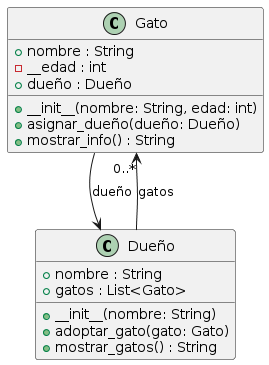 C Gato
nombre : String
__edad : int
dueño : Dueño
__init__(nombre: String, edad: int)
asignar_dueño(dueño: Dueño)
mostrar_info() : String
0..*
dueño gatos
C Dueño
nombre : String
gatos : List<Gato>
__init__(nombre: String)
adoptar_gato(gato: Gato)
mostrar_gatos() : String